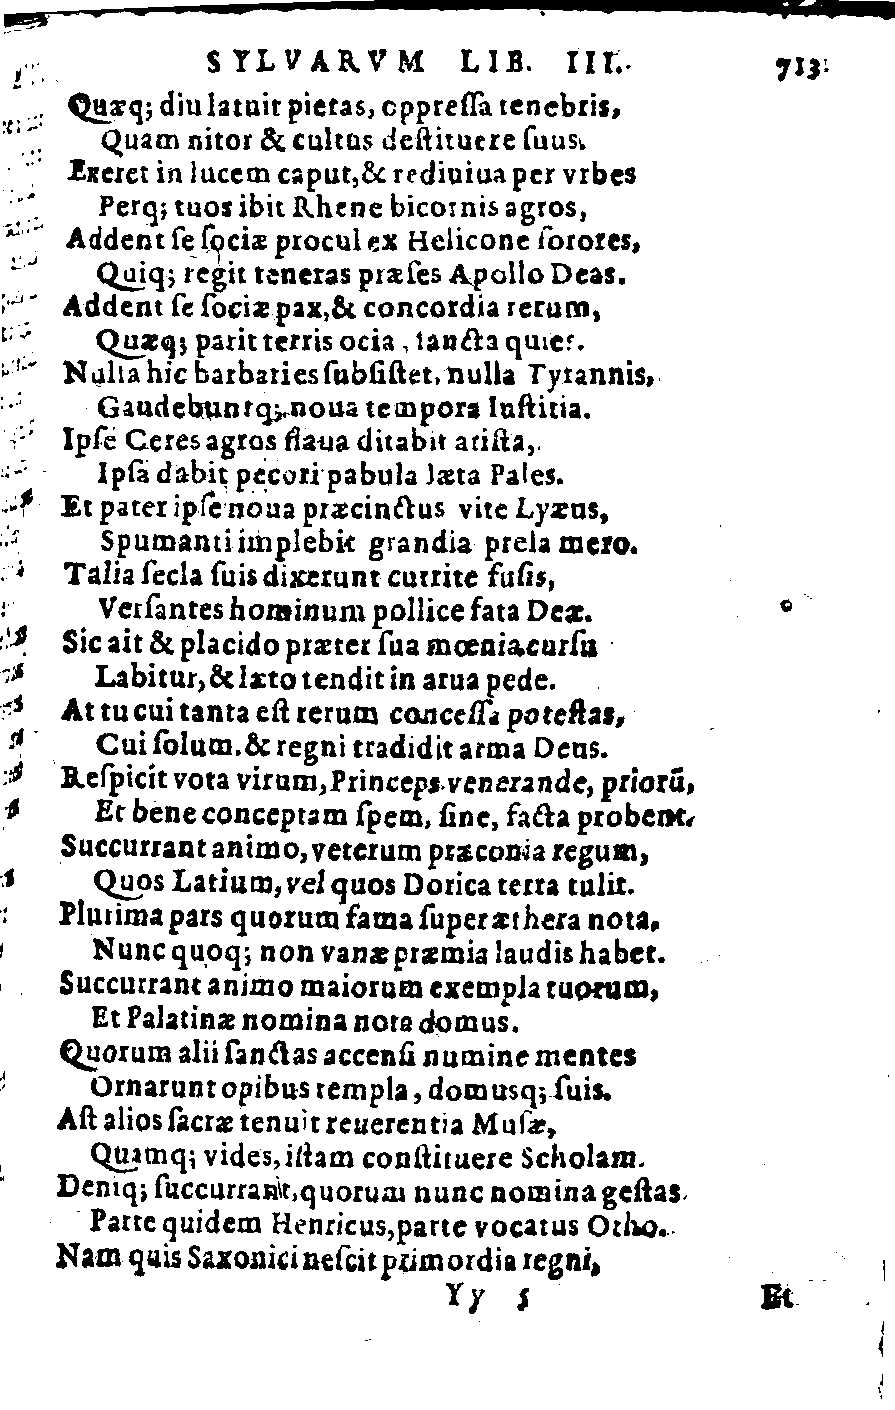 SYLVARVM LIB. III. 713
Quæq; diu latuit pietas, oppreſſa tenebris,
Quam nitor & cultus deſtituere ſuus.
Exeret in lucem caput, & rediuiua per vrbes
Perq; tuos ibit Rhene bicornis agros,
Addent ſe ſociæ procul ex Helicone ſorores,
Quiq; regit teneras præſes Apollo Deas.
Addent ſe ſociæ pax, & concordia rerum,
Quæq; parit terris ocia, ſancta quies.
Nulla hic barbaries ſubſiſtet, nulla Tyrannis,
Gaudebuntq; noua tempora Iuſtitia.
Ipſe Ceres agros flaua ditabit ariſta,
Ipſa dabit pecori pabula læta Pales.
Et pater ipſe noua præcinctus vite Lyæus,
Spumanti implebit grandia prela mero.
Talia ſecla ſuis dixerunt currite fuſis,
Verſantes hominum pollice fata Deæ.
Sic ait & placido præter ſua mœnia curſu
Labitur, & læto tendit in arua pede.
At tu cui tanta eſt rerum conceſſa poteſtas,
Cui ſolum. & regni tradidit arma Deus.
Reſpicit vota virum, Princeps venerande, priorū,
Et bene conceptam ſpem, ſine, facta probent.
Succurrant animo, veterum præconia regum,
Quos Latium, vel quos Dorica terra tulit.
Plurima pars quorum fama ſuper æthera nota,
Nunc quoq; non vanæ præmia laudis habet.
Succurrant animo maiorum exempla tuorum,
Et Palatinæ nomina nota domus.
Quorum alii ſanctas accenſi numine mentes
Ornarunt opibus templa, domusq; ſuis.
Aſt alios ſacræ tenuit reuerentia Muſæ,
Quamq; vides, iſtam conſtituere Scholam.
Deniq; ſuccurrant, quorum nunc nomina geſtas.
Parte quidem Henricus, parte vocatus Otho.
Nam quis Saxonici neſcit primordia regni,
Yy 5 Et